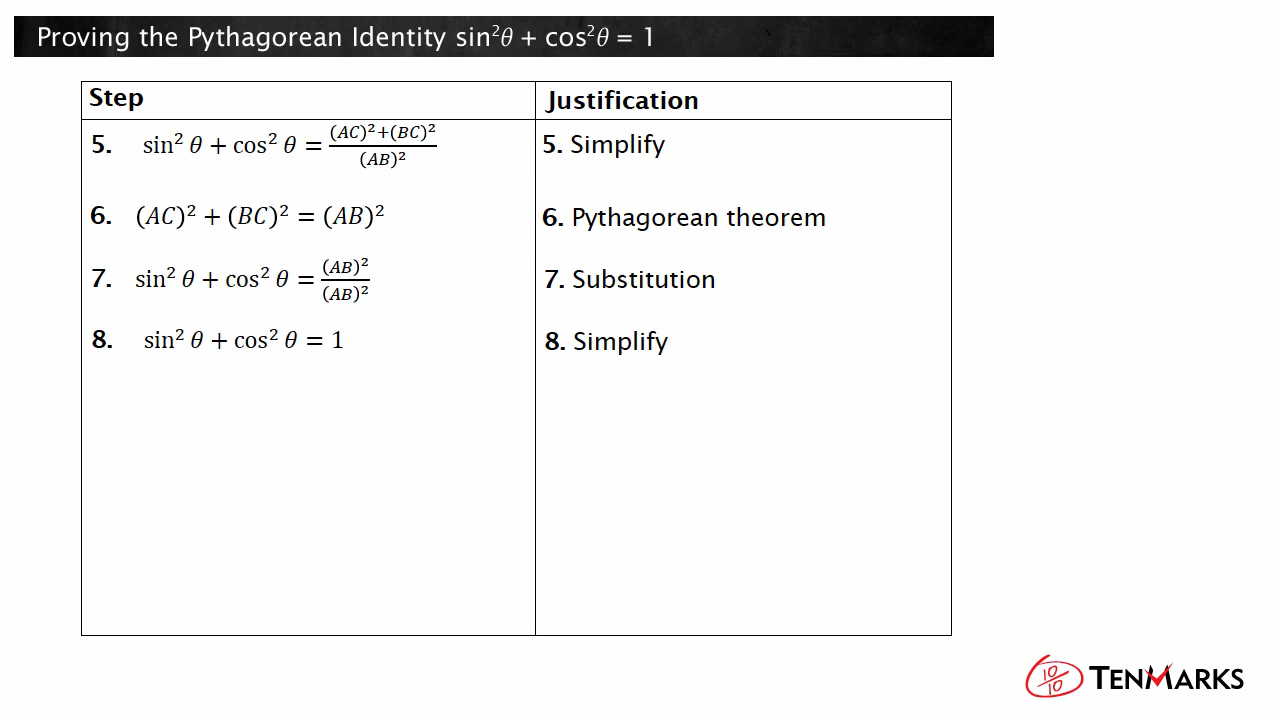 Proving the Pythagorean Identity sin²θ + cos²θ = 1
Step Justification
5. sin² θ + cos² θ = (AC)²+(BC)² / (AB)² 5. Simplify
6. (AC)² + (BC)² = (AB)² 6. Pythagorean theorem
7. sin² θ + cos² θ = (AB)² / (AB)² 7. Substitution
8. sin² θ + cos² θ = 1 8. Simplify
10/10 TENMARKS